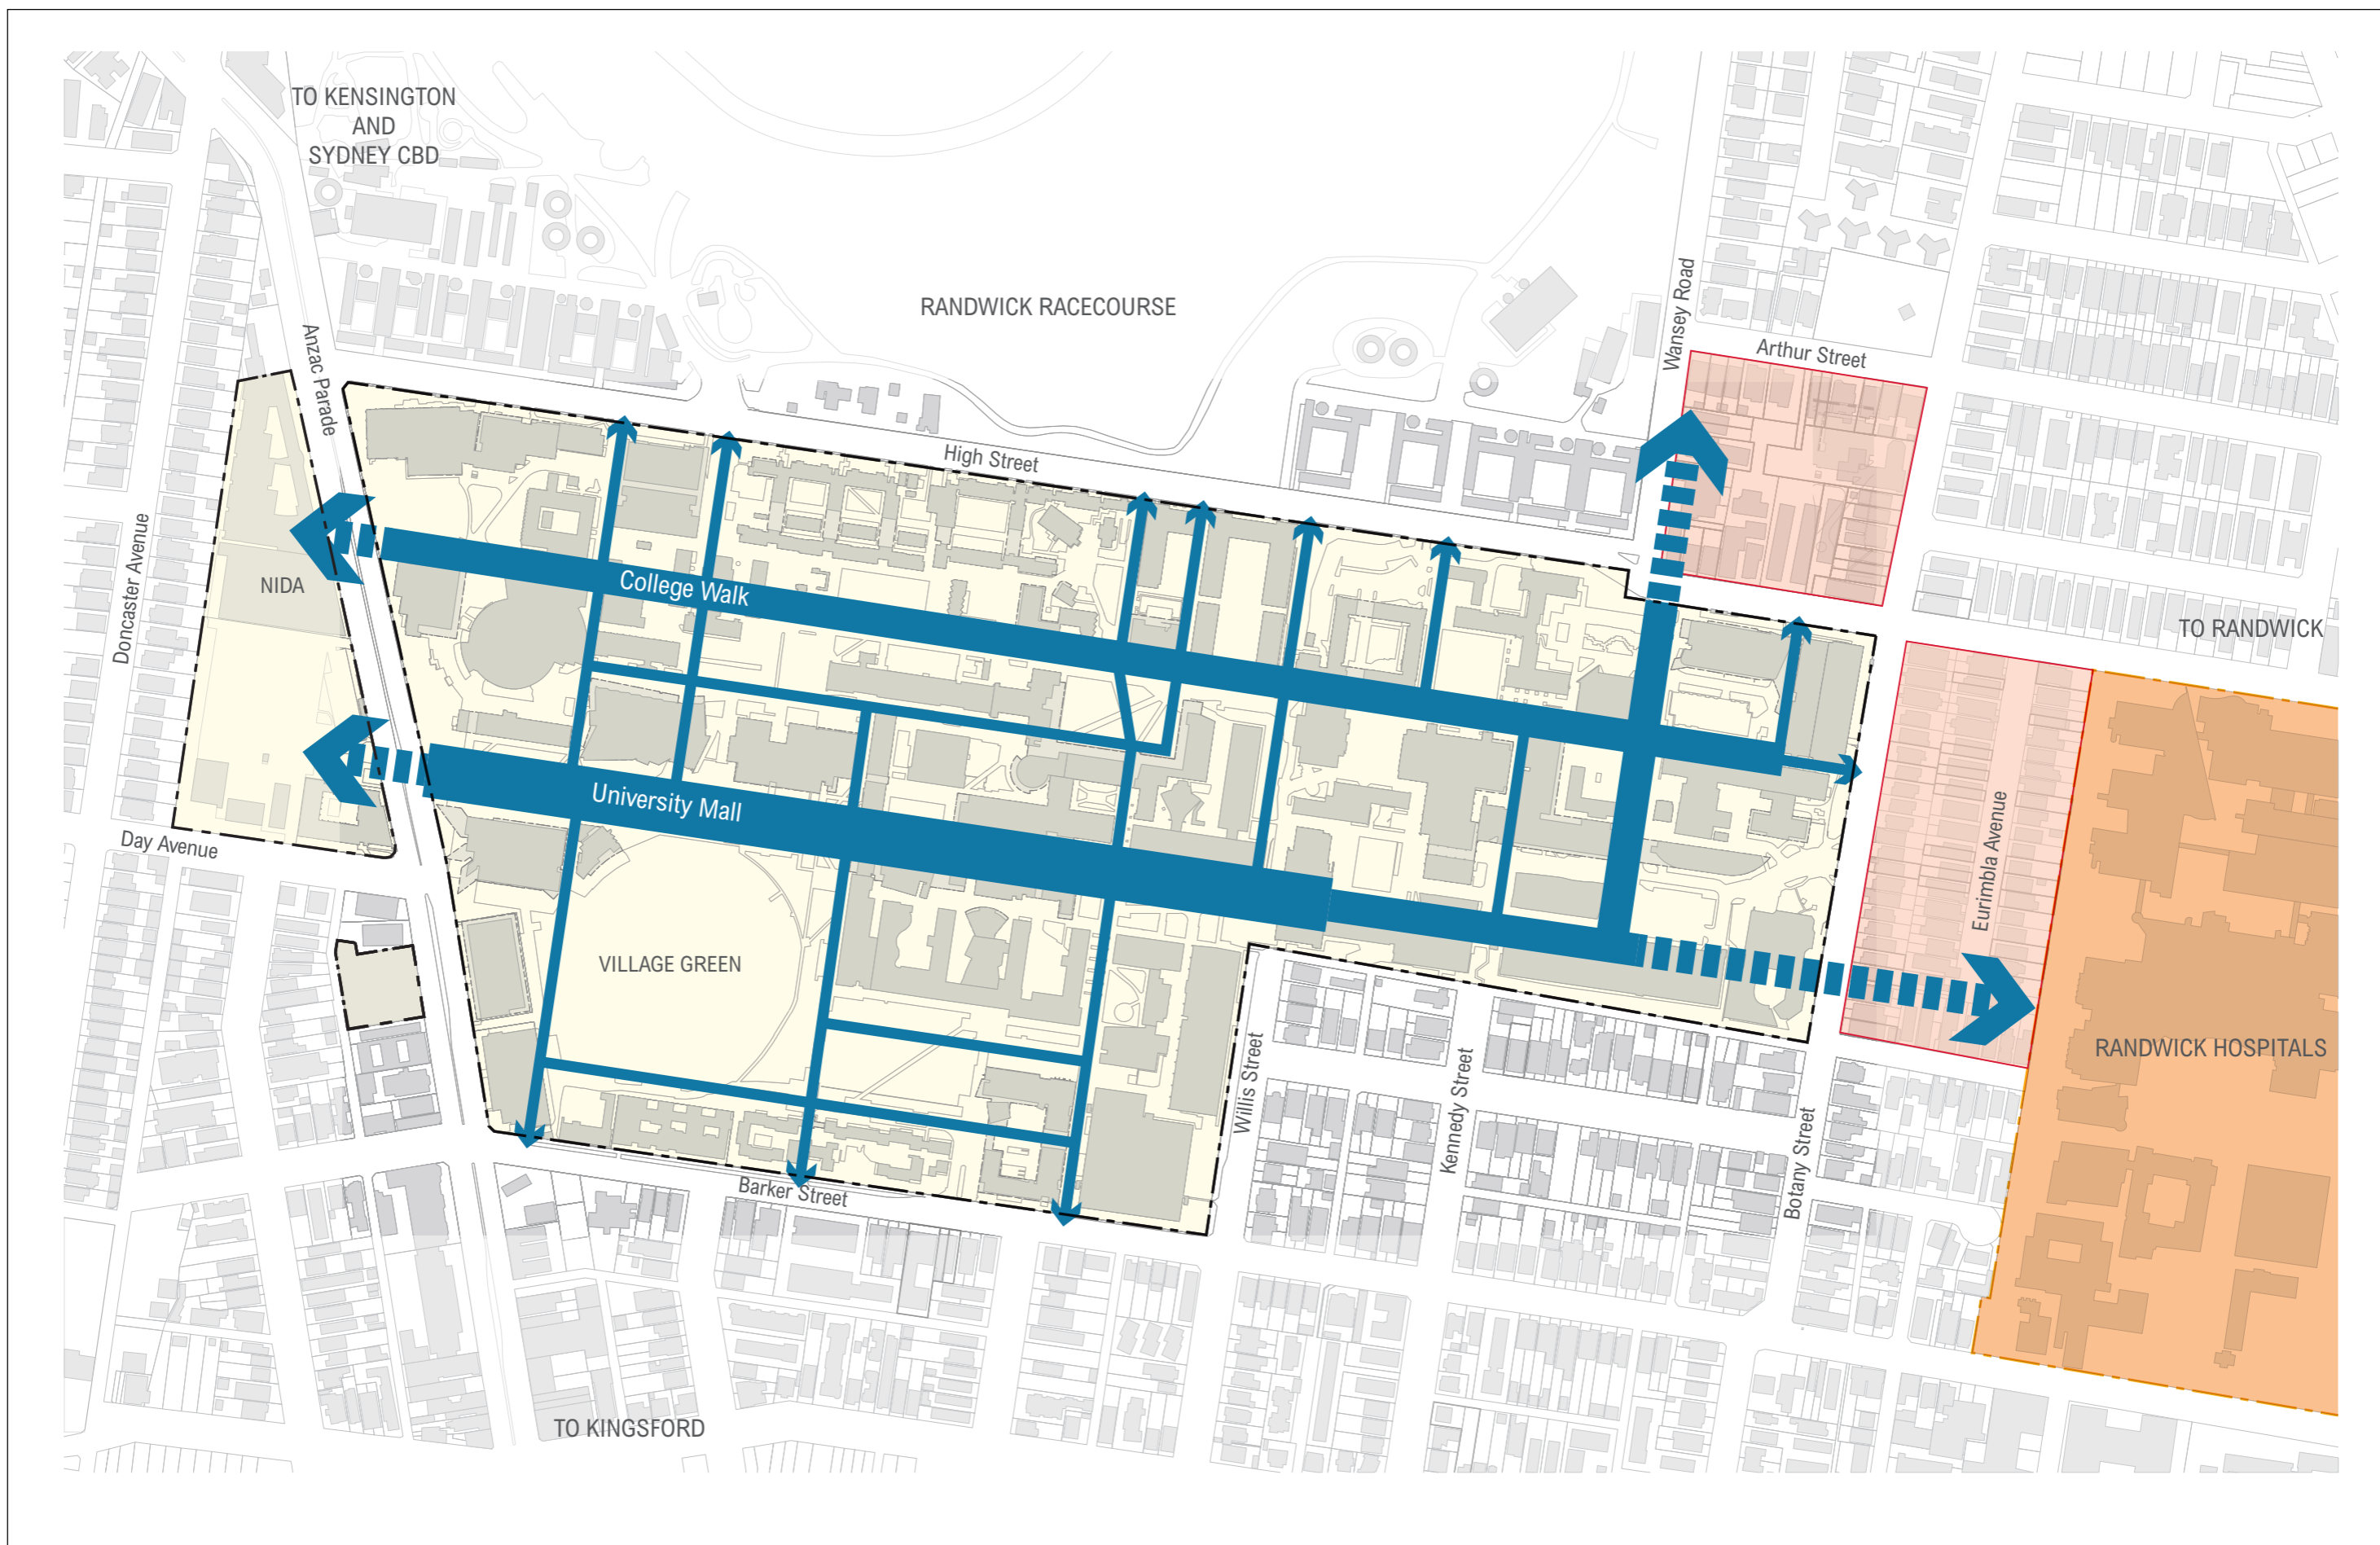 TO KENSINGTON
AND
SYDNEY CBD
RANDWICK RACECOURSE
Wansey Road
Arthur Street
Anzac Parade
High Street
Doncaster Avenue
NIDA
College Walk
TO RANDWICK
University Mall
Day Avenue
Eurimbla Avenue
VILLAGE GREEN
RANDWICK HOSPITALS
Willis Street
Kennedy Street
Botany Street
Barker Street
TO KINGSFORD